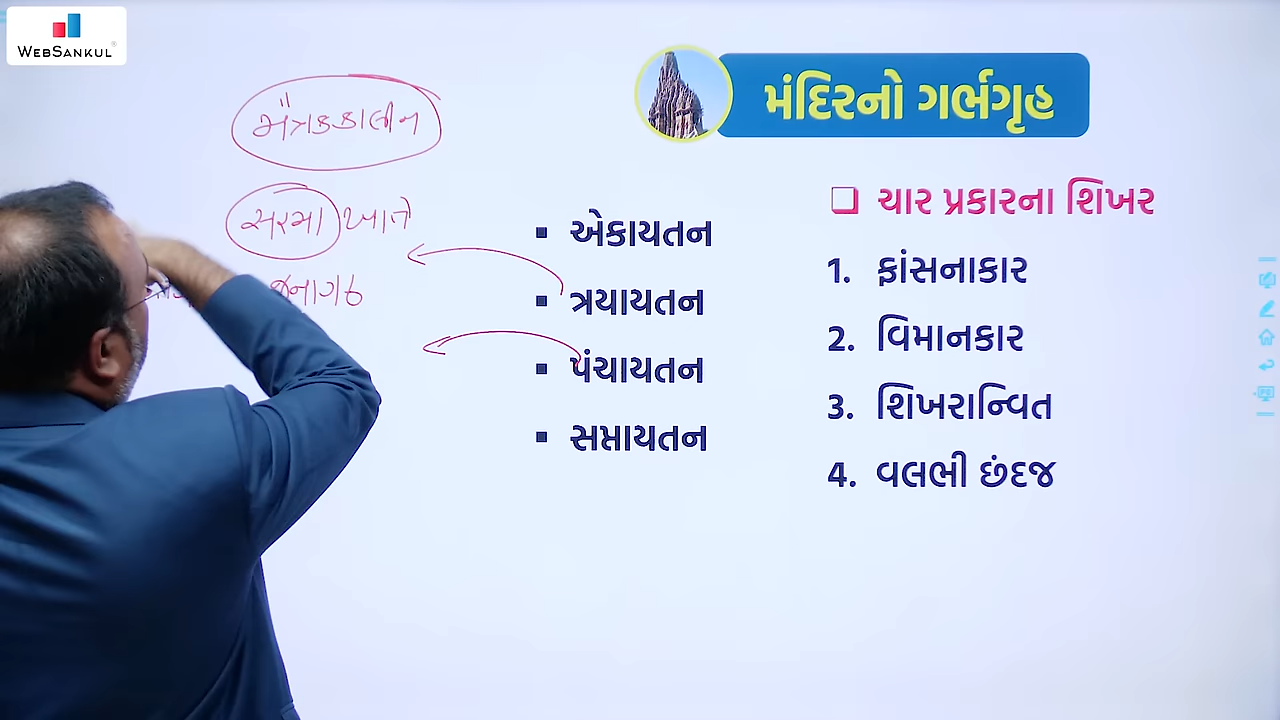 WEBSANKUL
મંદિરનો ગર્ભગૃહ
મૈત્રકકાલીન
સરમા ખાતે
એકાયતન
ત્રયાયતન
પંચાયતન
સપ્તાયતન
❑ ચાર પ્રકારના શિખર
1. ફાંસનાકાર
2. વિમાનકાર
3. શિખરાન્વિત
4. વલભી છંદજ